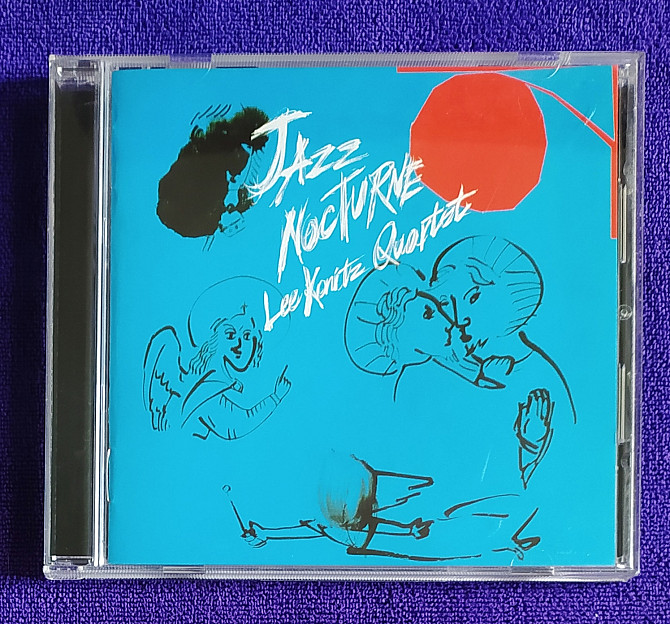 JAZZ
NOCTURNE
Lee Konitz Quartet